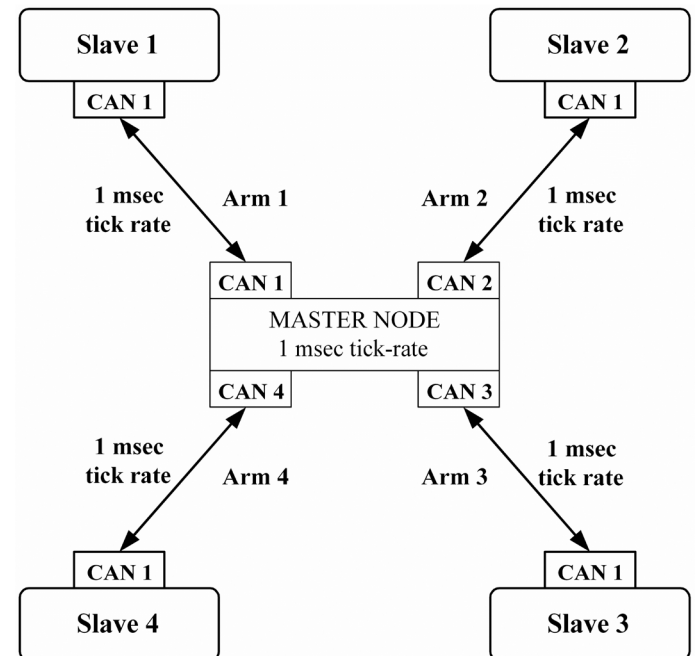 Slave 1
Slave 2
CAN 1
CAN 1
1 msec
tick rate
Arm 1
Arm 2
1 msec
tick rate
CAN 1
CAN 2
MASTER NODE
1 msec tick-rate
CAN 4
CAN 3
1 msec
tick rate
Arm 4
Arm 3
1 msec
tick rate
CAN 1
CAN 1
Slave 4
Slave 3